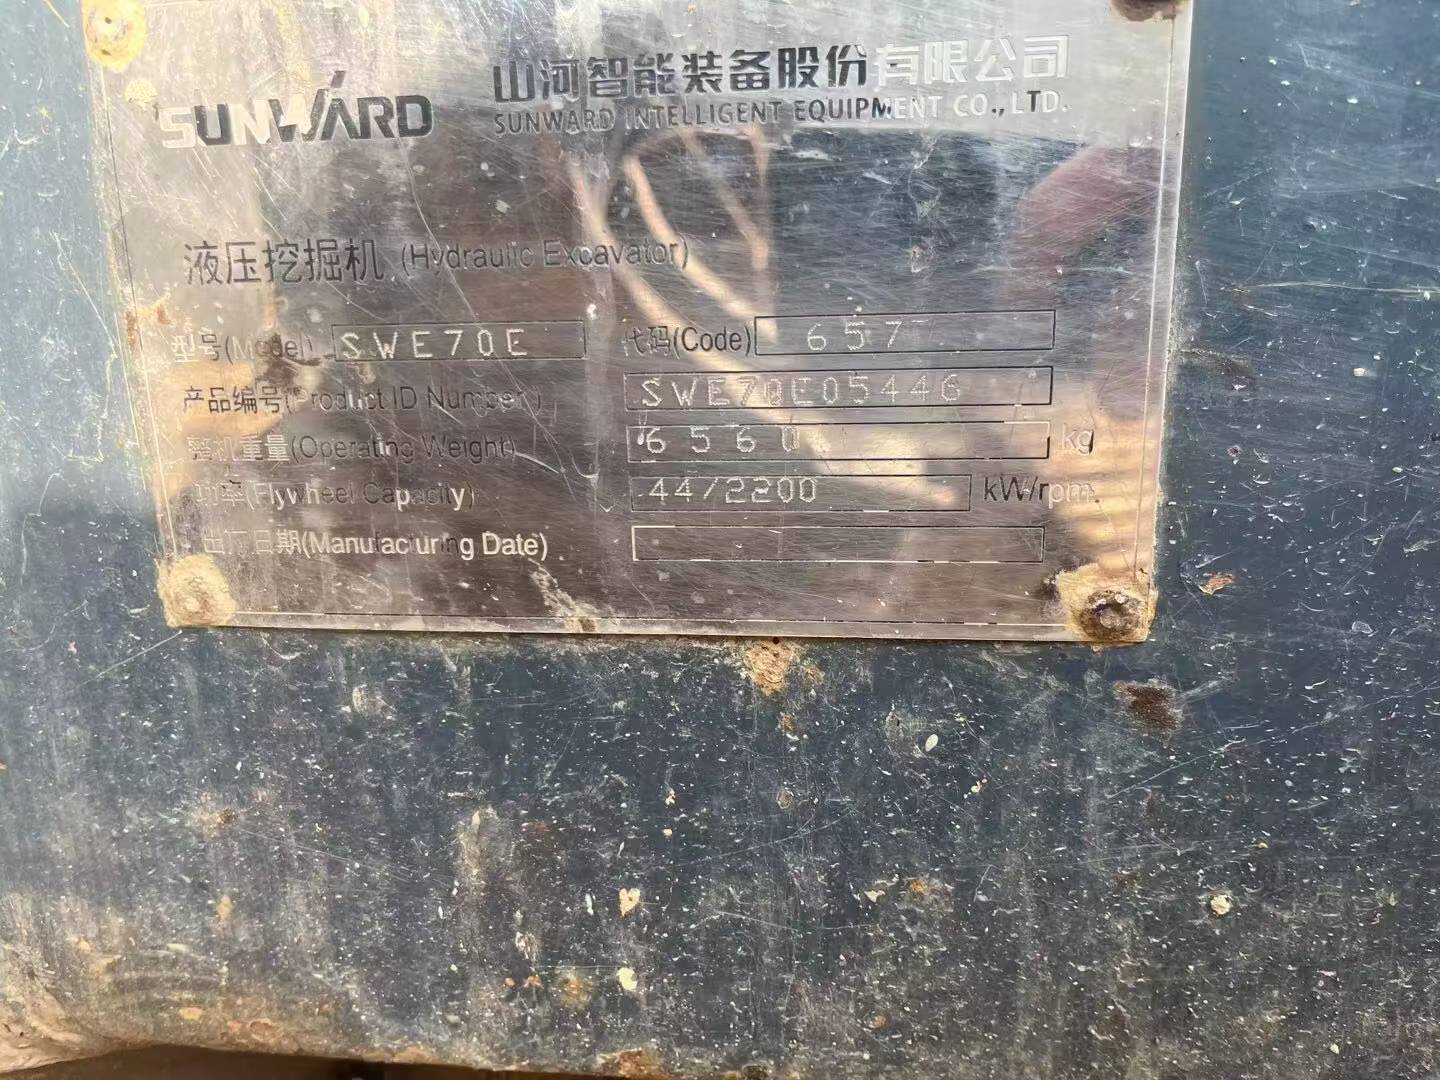 SUNWARD
山河智能装备股份有限公司
SUNWARD INTELLIGENT EQUIPMENT CO.,LTD.
液压挖掘机 (Hydraulic Excavator)
型号(Model) SWE70E 代码(Code) 657
产品编号(Product ID Number) SWE70E05446
整机重量(Operating Weight) 6560 kg
功率(Flywheel Capacity) 44/2200 kW/rpm
出厂日期(Manufacturing Date)